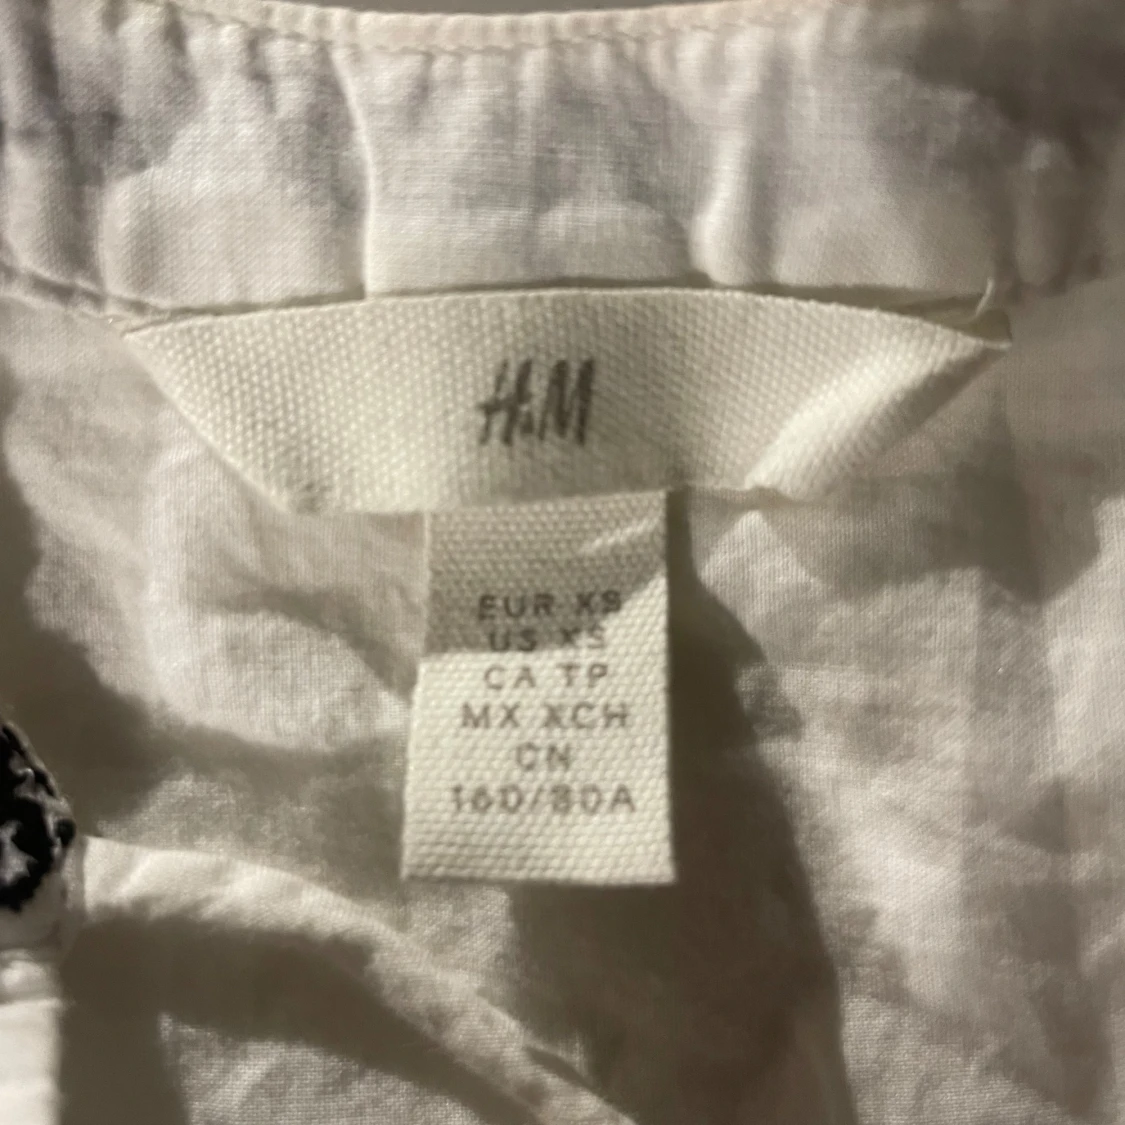 H&M
EUR XS
US XS
CA TP
MX XCH
CN
160/80A